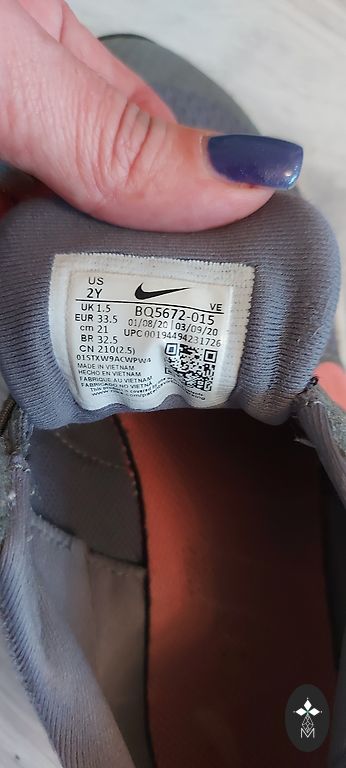 US
2Y
UK 1.5
EUR 33.5
cm 21
BR 32.5
CN 210(2.5)
VE
BQ5672-015
01/08/20 03/09/20
UPC 00194494231726
01STXW9ACWPW4
MADE IN VIETNAM
HECHO EN VIETNAM
FABRIQUE AU VIETNAM
FABRICADO NO VIETNAM
This product
M